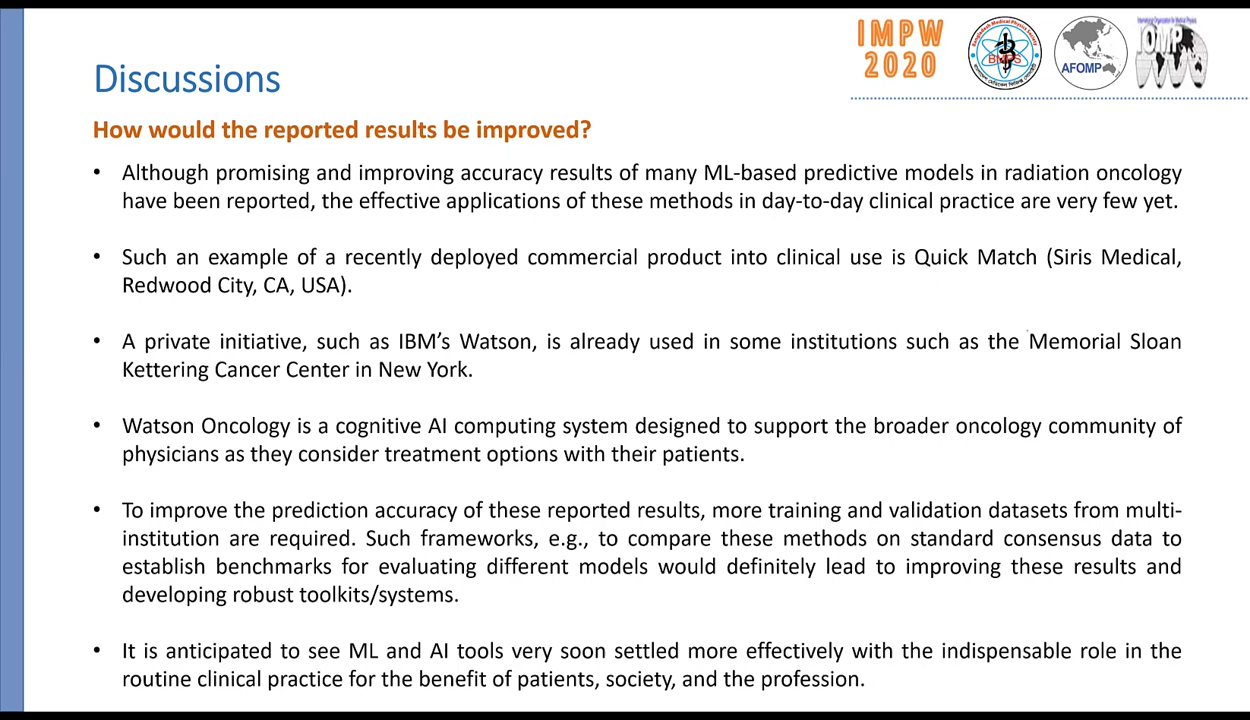 IMPW
2020
BMPS
AFOMP
IOMP
Discussions
How would the reported results be improved?
• Although promising and improving accuracy results of many ML-based predictive models in radiation oncology
have been reported, the effective applications of these methods in day-to-day clinical practice are very few yet.
• Such an example of a recently deployed commercial product into clinical use is Quick Match (Siris Medical,
Redwood City, CA, USA).
• A private initiative, such as IBM's Watson, is already used in some institutions such as the Memorial Sloan
Kettering Cancer Center in New York.
• Watson Oncology is a cognitive AI computing system designed to support the broader oncology community of
physicians as they consider treatment options with their patients.
• To improve the prediction accuracy of these reported results, more training and validation datasets from multi-
institution are required. Such frameworks, e.g., to compare these methods on standard consensus data to
establish benchmarks for evaluating different models would definitely lead to improving these results and
developing robust toolkits/systems.
• It is anticipated to see ML and AI tools very soon settled more effectively with the indispensable role in the
routine clinical practice for the benefit of patients, society, and the profession.